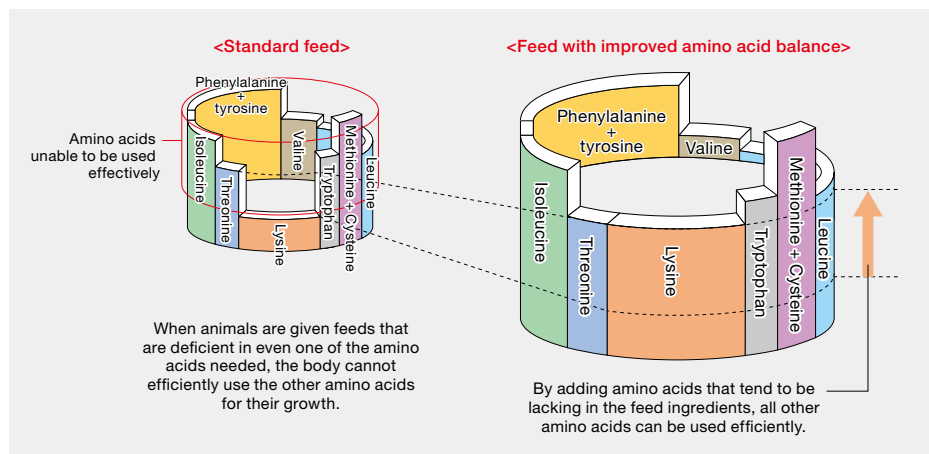 <Standard feed>
Phenylalanine
+
tyrosine
Amino acids
unable to be used
effectively
Isoleucine
Threonine
Lysine
Valine
Tryptophan
Methionine + Cysteine
Leucine
When animals are given feeds that
are deficient in even one of the amino
acids needed, the body cannot
efficiently use the other amino acids
for their growth.
<Feed with improved amino acid balance>
Phenylalanine
+
tyrosine
Valine
Isoleucine
Threonine
Lysine
Tryptophan
Methionine + Cysteine
Leucine
By adding amino acids that tend to be
lacking in the feed ingredients, all other
amino acids can be used efficiently.